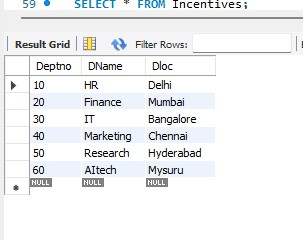 59 SELECT * FROM Incentives;
Result Grid Filter Rows:
Deptno DName Dloc
10 HR Delhi
20 Finance Mumbai
30 IT Bangalore
40 Marketing Chennai
50 Research Hyderabad
60 AItech Mysuru
NULL NULL NULL